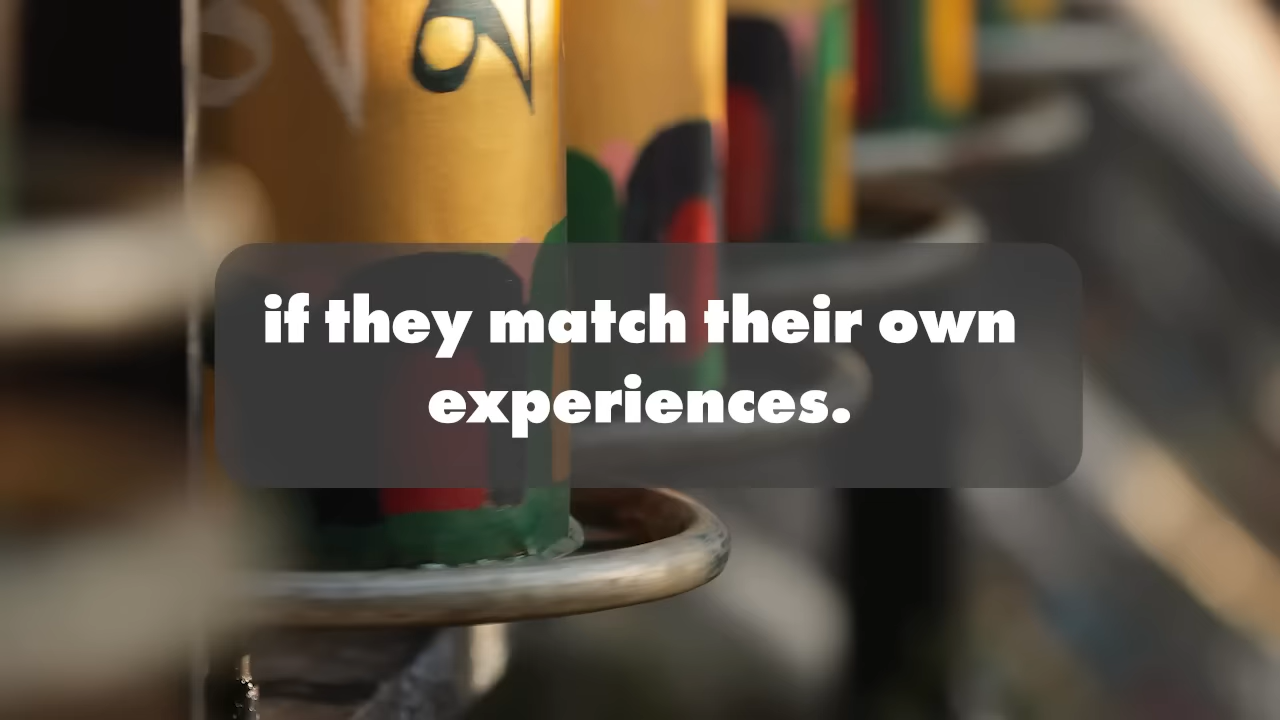 if they match their own
experiences.